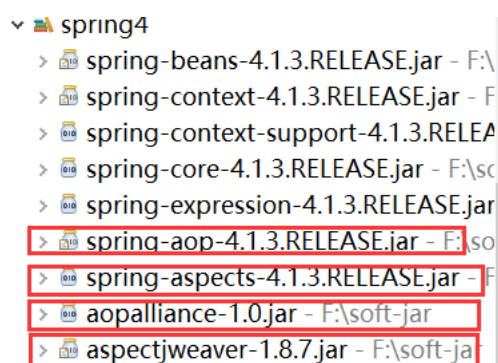 spring4
spring-beans-4.1.3.RELEASE.jar - F:\
spring-context-4.1.3.RELEASE.jar - F
spring-context-support-4.1.3.RELEA
spring-core-4.1.3.RELEASE.jar - F:\sc
spring-expression-4.1.3.RELEASE.jar
spring-aop-4.1.3.RELEASE.jar - F:\so
spring-aspects-4.1.3.RELEASE.jar - F
aopalliance-1.0.jar - F:\soft-jar
aspectjweaver-1.8.7.jar - F:\soft-jar